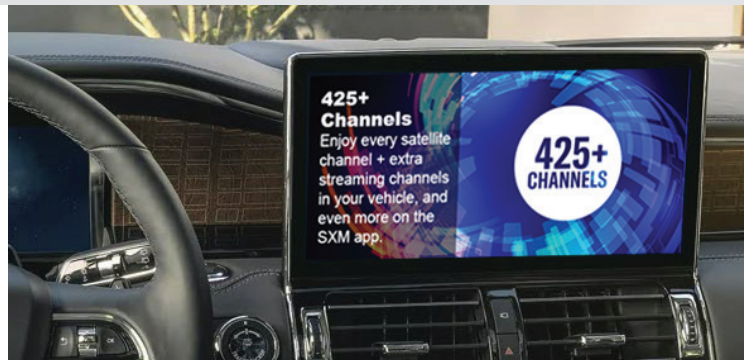 425+
Channels
Enjoy every satellite
channel + extra
streaming channels
in your vehicle, and
even more on the
SXM app.
425+
CHANNELS
OK